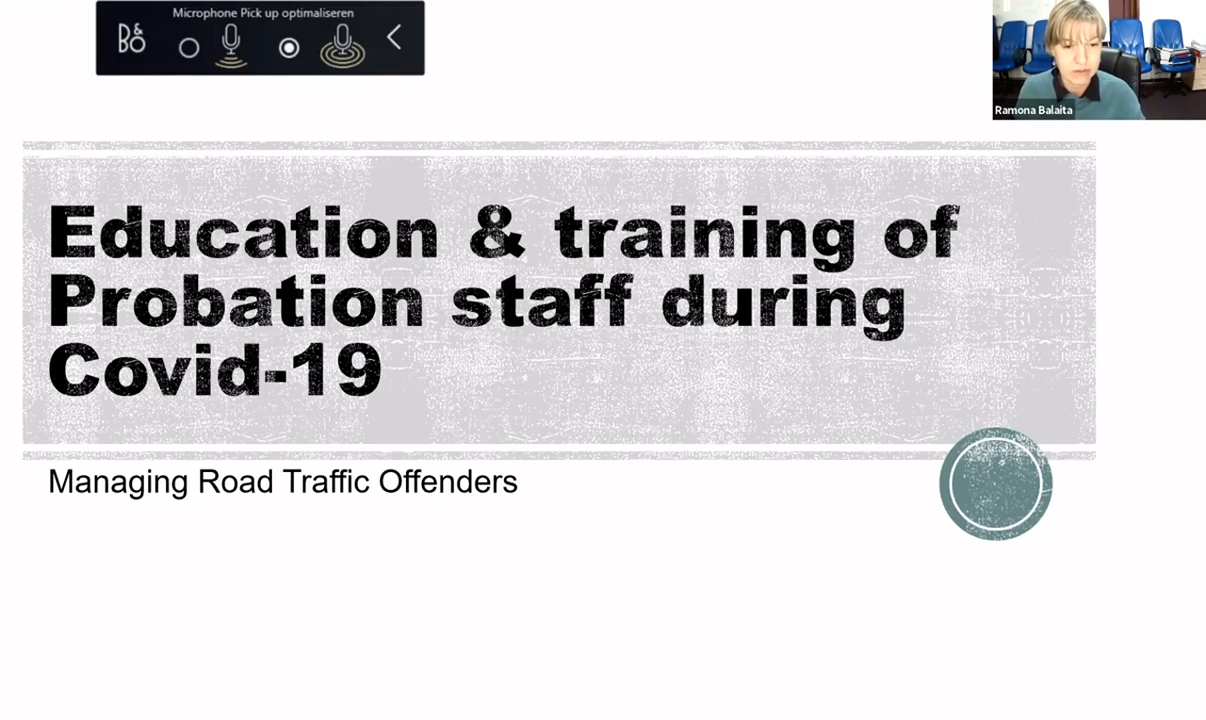 Microphone Pick up optimaliseren
B&O
Ramona Balaita
Education & training of
Probation staff during
Covid-19
Managing Road Traffic Offenders